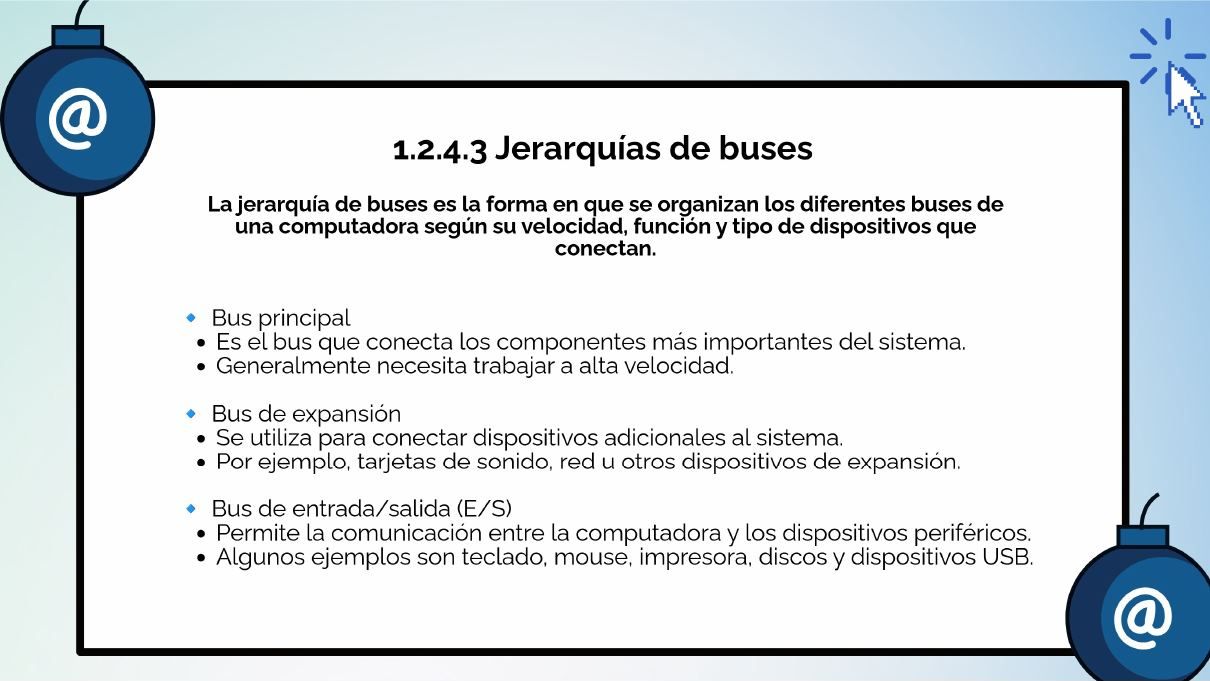 @
1.2.4.3 Jerarquías de buses
La jerarquía de buses es la forma en que se organizan los diferentes buses de
una computadora según su velocidad, función y tipo de dispositivos que
conectan.
🔹 Bus principal
• Es el bus que conecta los componentes más importantes del sistema.
• Generalmente necesita trabajar a alta velocidad.
🔹 Bus de expansión
• Se utiliza para conectar dispositivos adicionales al sistema.
• Por ejemplo, tarjetas de sonido, red u otros dispositivos de expansión.
🔹 Bus de entrada/salida (E/S)
• Permite la comunicación entre la computadora y los dispositivos periféricos.
• Algunos ejemplos son teclado, mouse, impresora, discos y dispositivos USB.
@